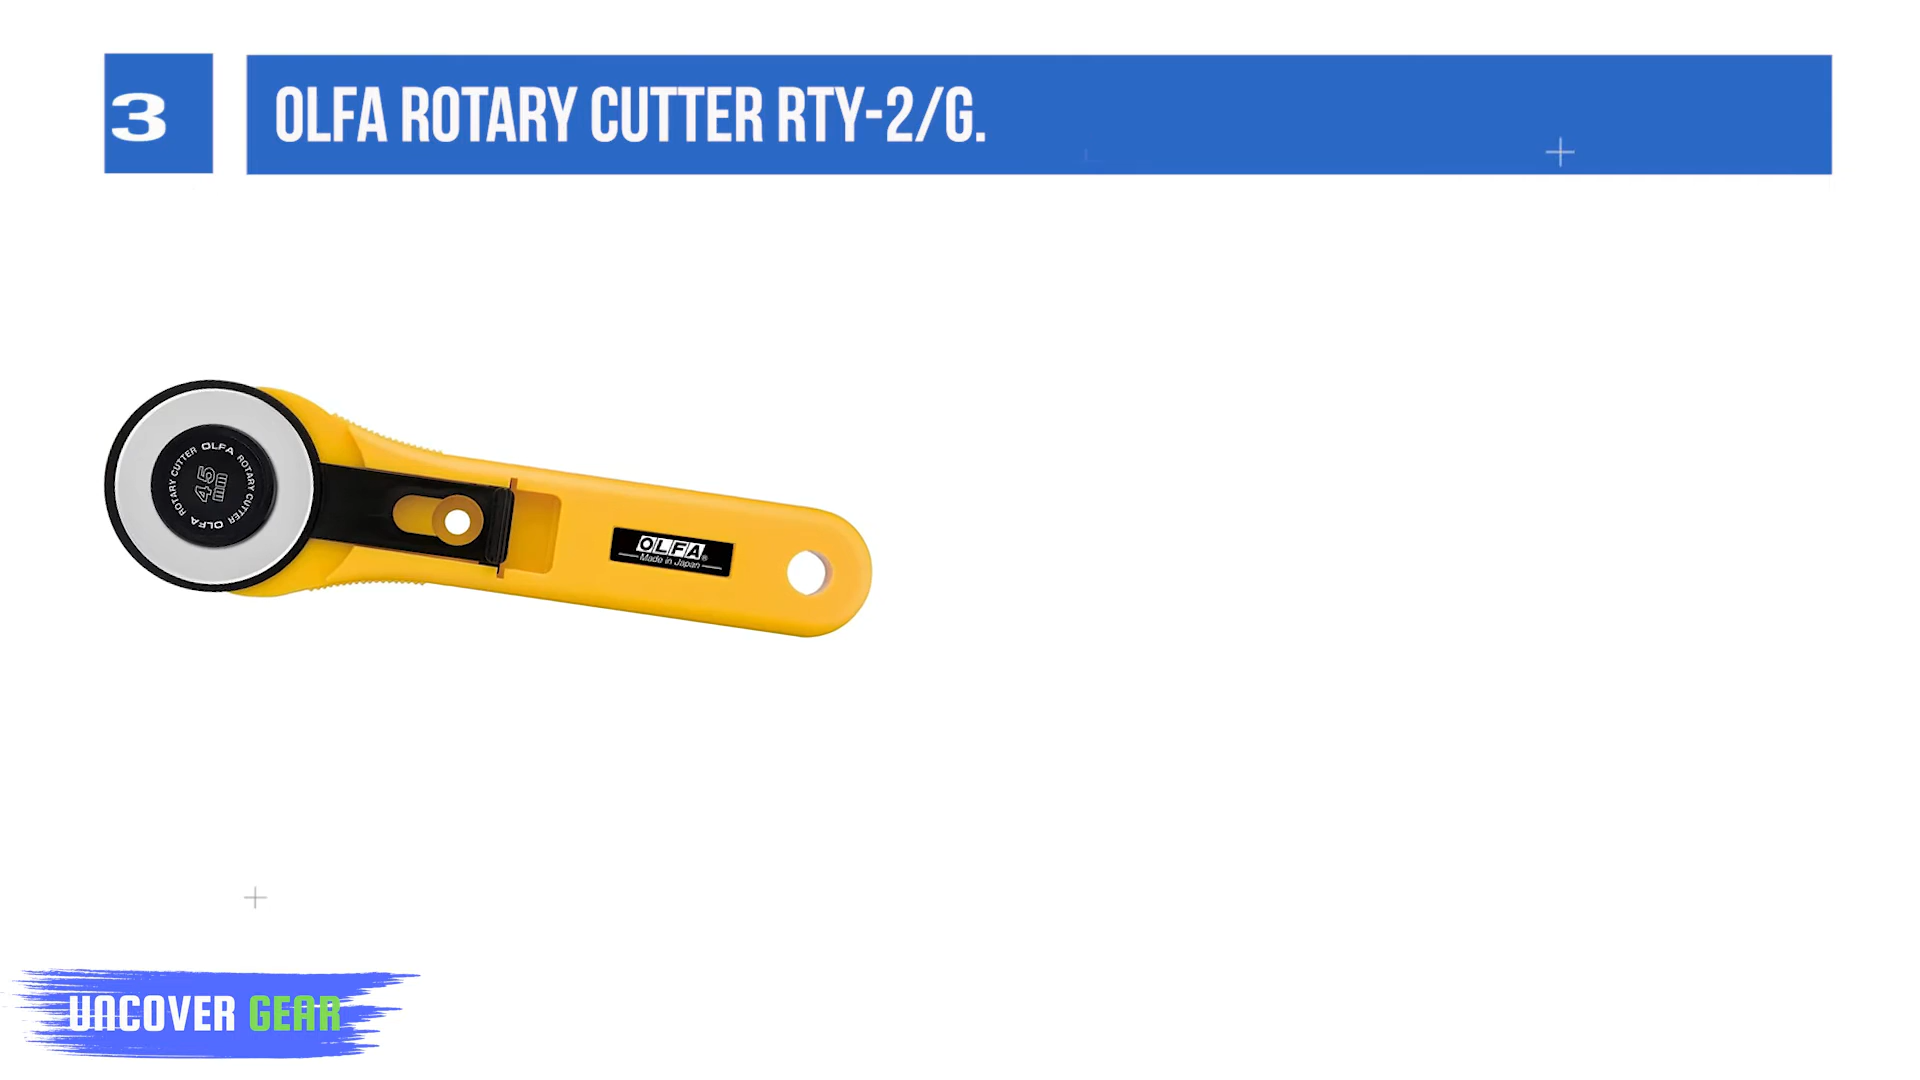 3
OLFA ROTARY CUTTER RTY-2/G.
OLFA ROTARY CUTTER OLFA ROTARY CUTTER
45
mm
OLFA®
Made in Japan
UNCOVER GEAR